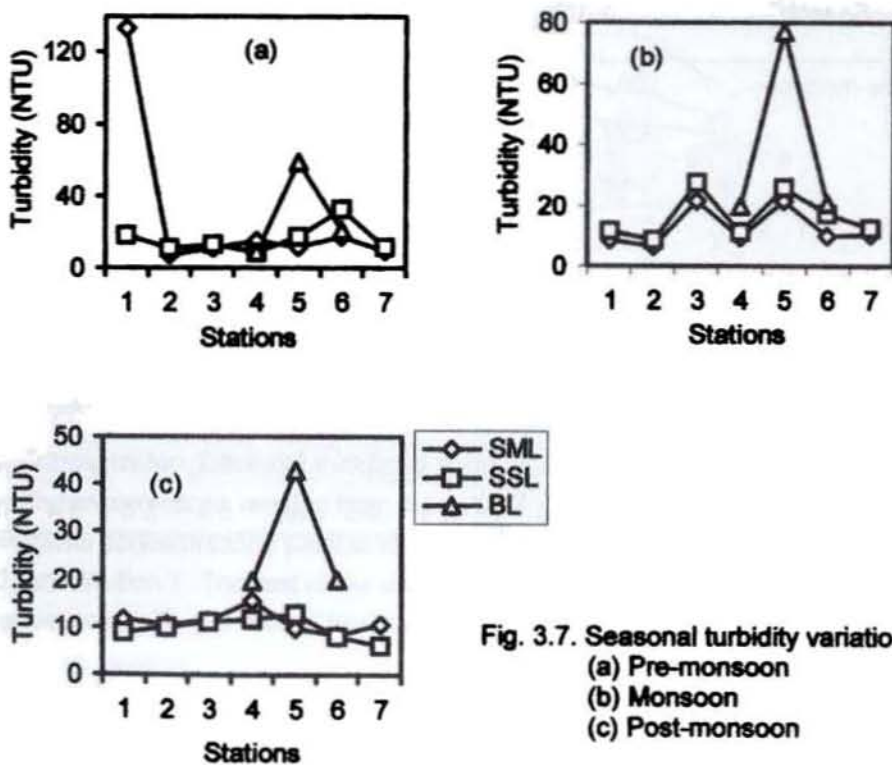 (a)
Turbidity (NTU)
120
80
40
0
1 2 3 4 5 6 7
Stations
(b)
Turbidity (NTU)
80
60
40
20
0
1 2 3 4 5 6 7
Stations
(c)
Turbidity (NTU)
50
40
30
20
10
0
1 2 3 4 5 6 7
Stations
SML
SSL
BL
Fig. 3.7. Seasonal turbidity variatio
(a) Pre-monsoon
(b) Monsoon
(c) Post-monsoon